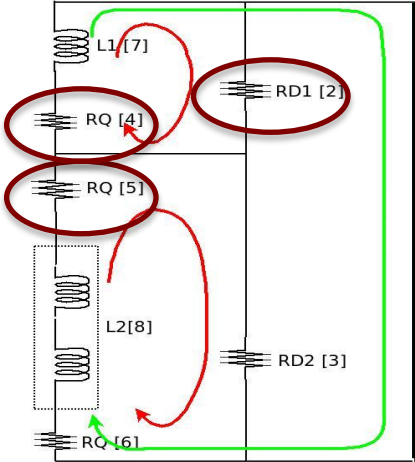 L1 [7]
RD1 [2]
RQ [4]
RQ [5]
L2[8]
RD2 [3]
RQ [6]